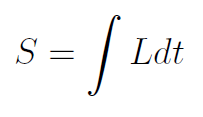 S = ∫ Ldt